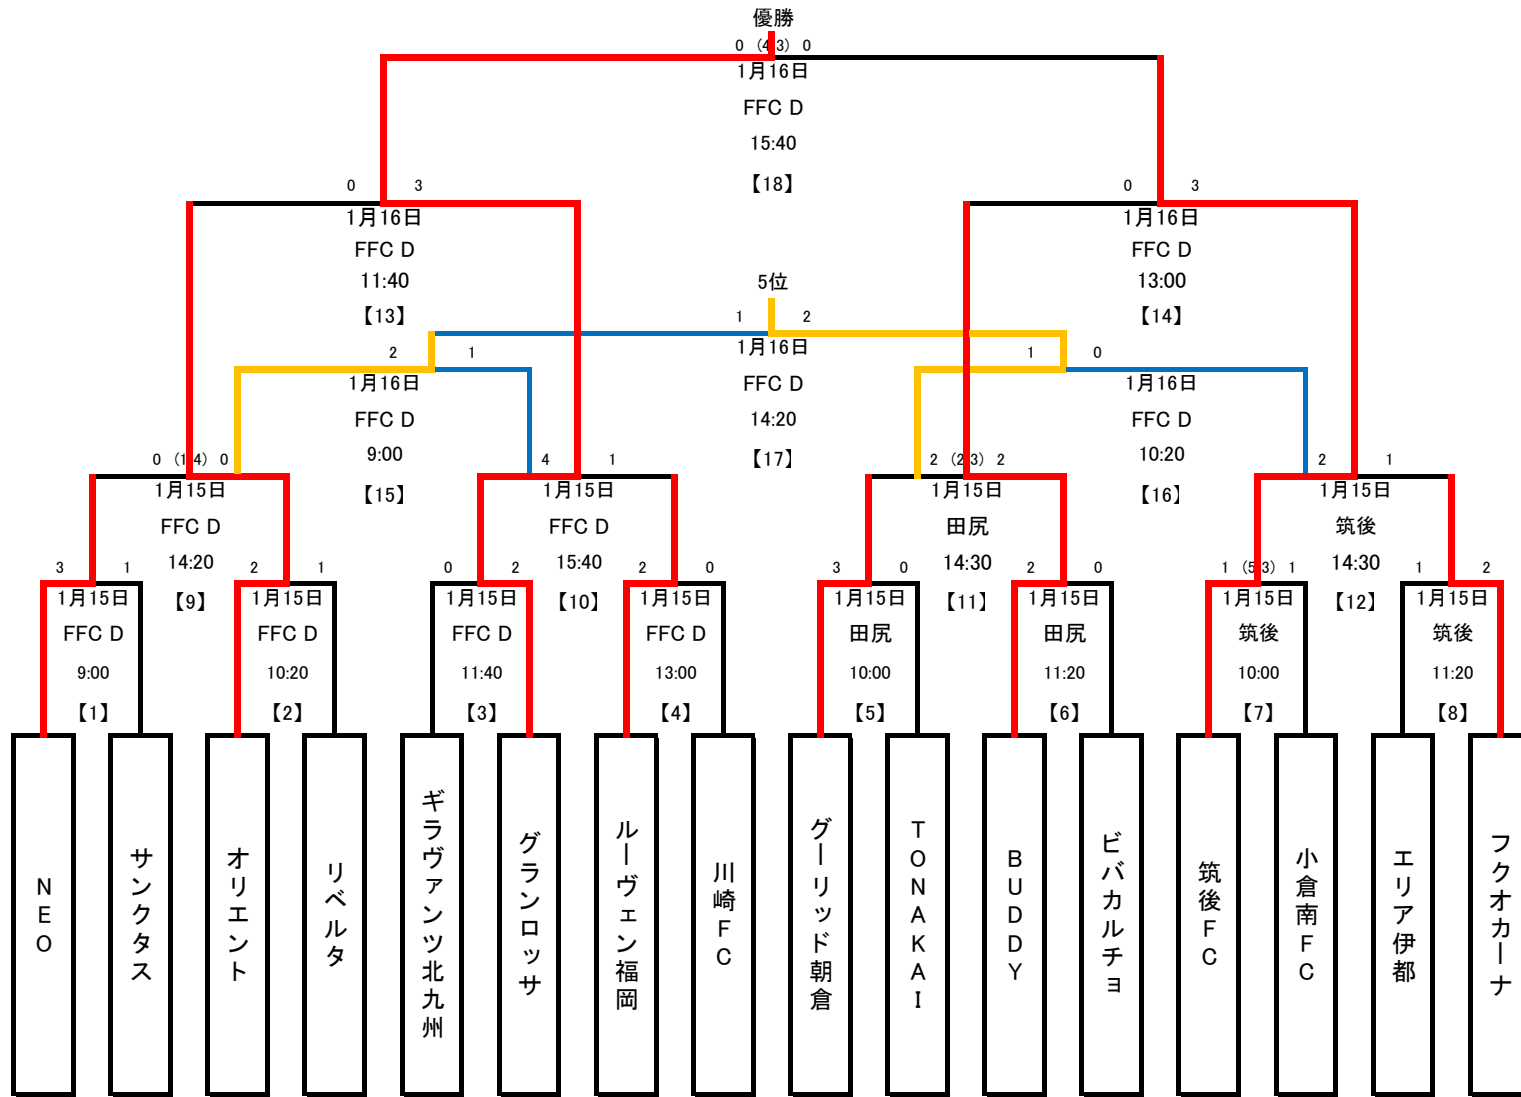 優勝
0 (4 3) 0
1月16日
FFC D
15:40
【18】
0 3
1月16日
FFC D
11:40
【13】
0 3
1月16日
FFC D
13:00
【14】
5位
1 2
1月16日
FFC D
14:20
【17】
2 1
1月16日
FFC D
9:00
【15】
1 0
1月16日
FFC D
10:20
【16】
0 (1 4) 0
1月15日
FFC D
14:20
【9】
4 1
1月15日
FFC D
15:40
【10】
2 (2 3) 2
1月15日
田尻
14:30
【11】
2 1
1月15日
筑後
14:30
【12】
3 1
1月15日
FFC D
9:00
【1】
2 1
1月15日
FFC D
10:20
【2】
0 2
1月15日
FFC D
11:40
【3】
2 0
1月15日
FFC D
13:00
【4】
3 0
1月15日
田尻
10:00
【5】
2 0
1月15日
田尻
11:20
【6】
1 (5 3) 1
1月15日
筑後
10:00
【7】
1 2
1月15日
筑後
11:20
【8】
NEO
サンクタス
オリエント
リベルタ
ギラヴァンツ北九州
グランロッサ
ルーヴェン福岡
川崎FC
グーリッド朝倉
TONAKAI
BUDDY
ビバカルチョ
筑後FC
小倉南FC
エリア伊都
フクオカーナ